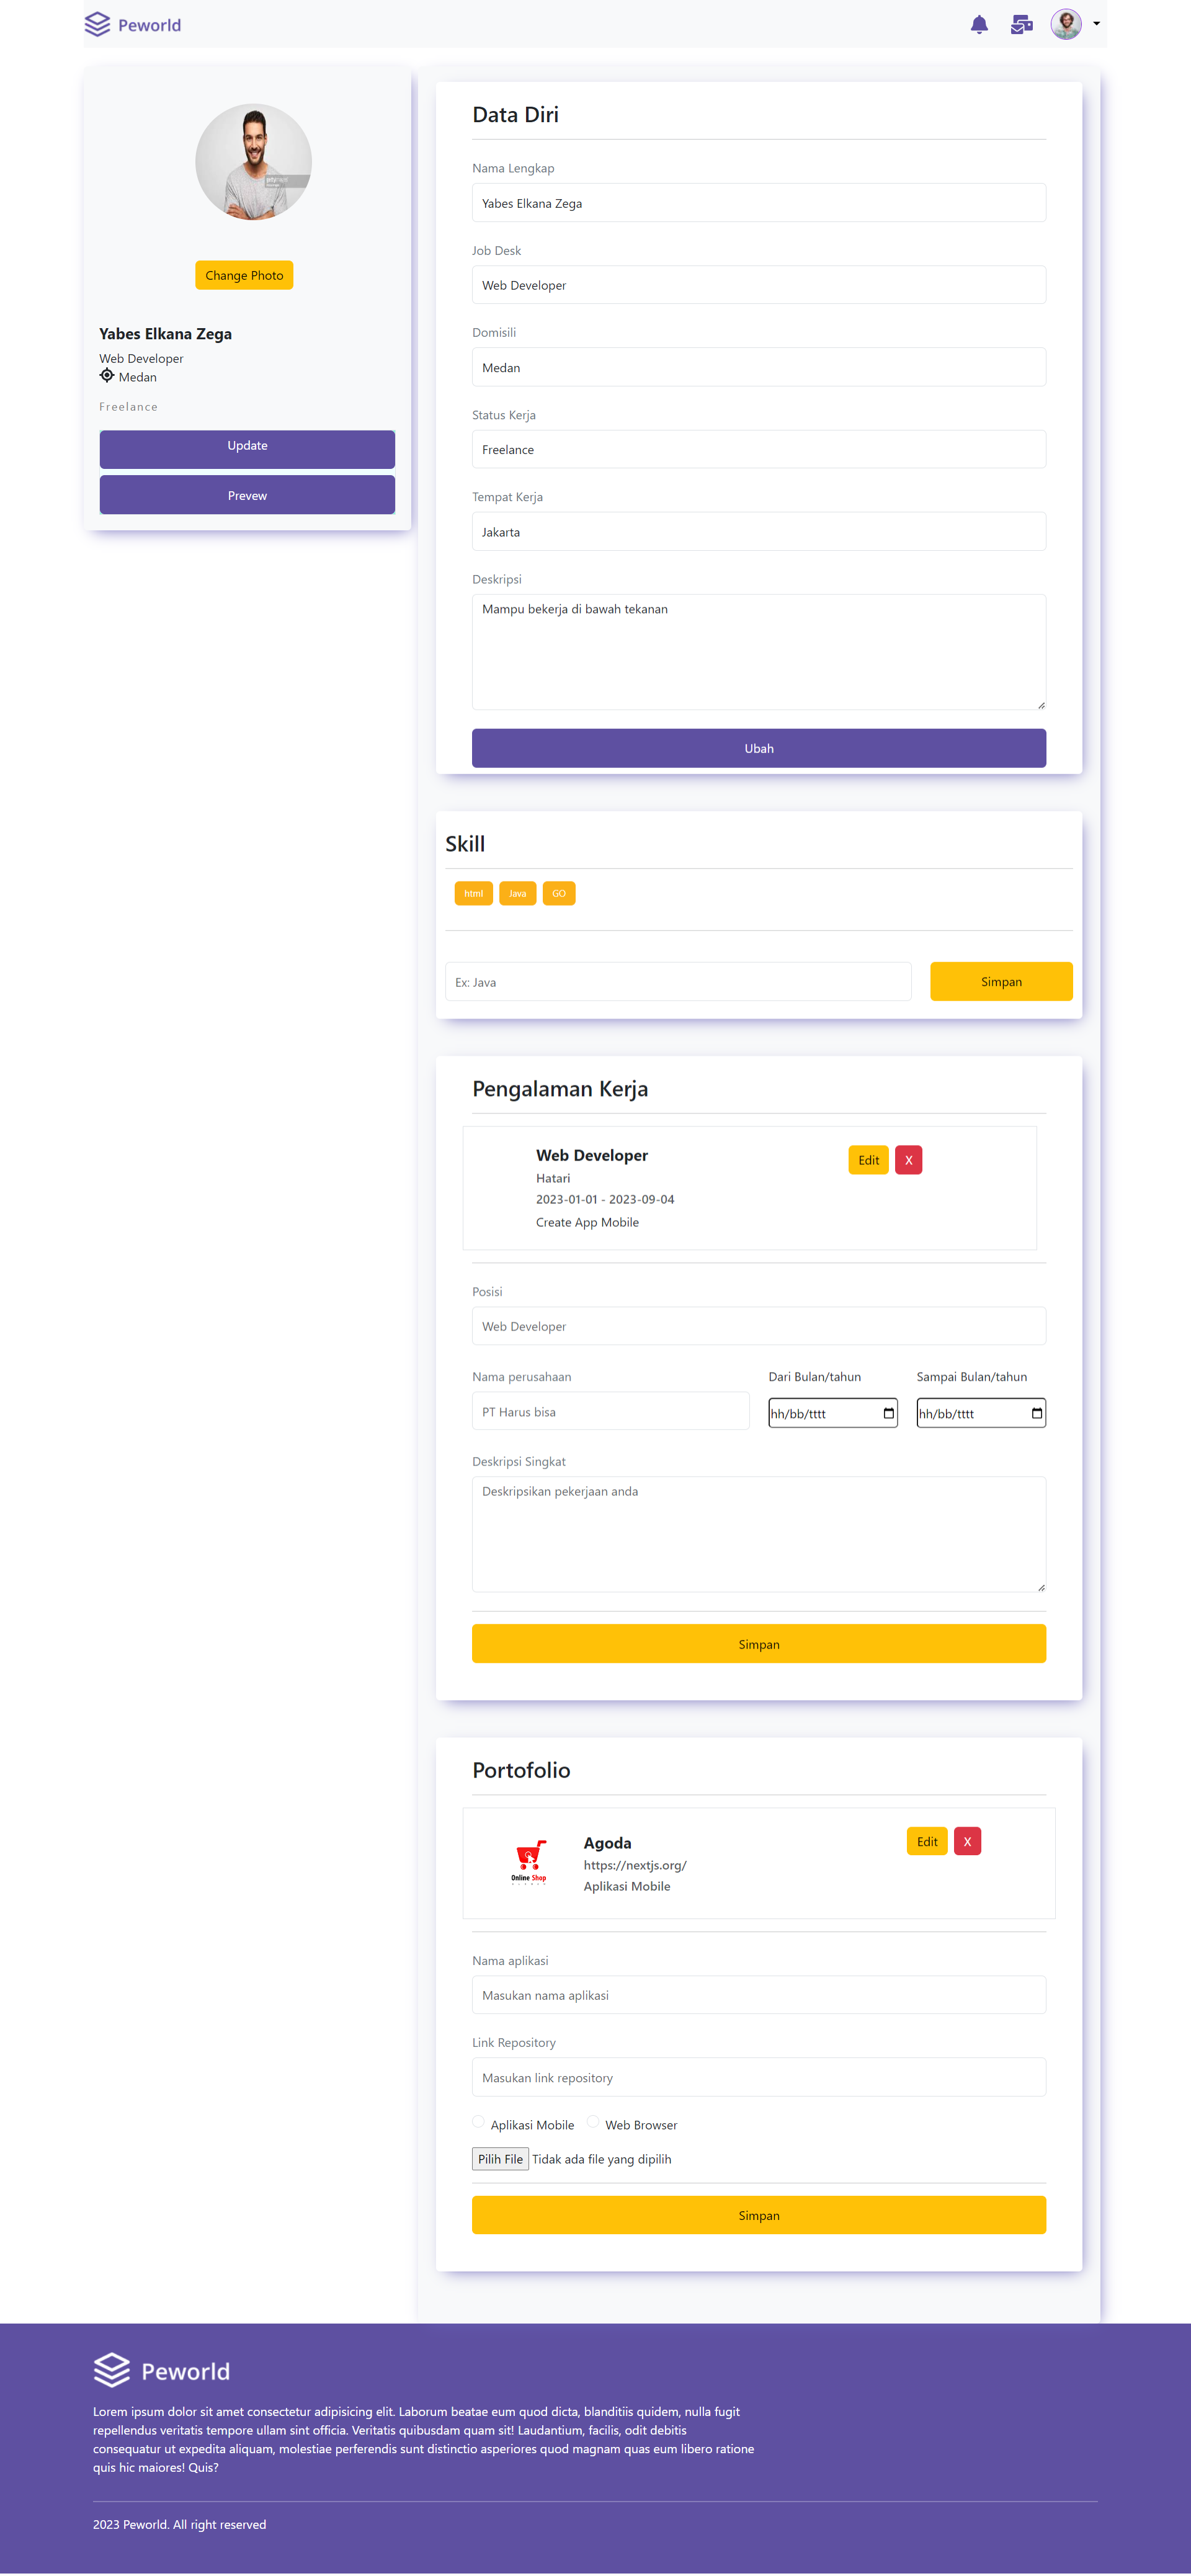 Peworld
Change Photo
Yabes Elkana Zega
Web Developer
Medan
Freelance
Update
Prevew
Data Diri
Nama Lengkap
Yabes Elkana Zega
Job Desk
Web Developer
Domisili
Medan
Status Kerja
Freelance
Tempat Kerja
Jakarta
Deskripsi
Mampu bekerja di bawah tekanan
Ubah
Skill
html Java GO
Ex: Java Simpan
Pengalaman Kerja
Web Developer Edit X
Hatari
2023-01-01 - 2023-09-04
Create App Mobile
Posisi
Web Developer
Nama perusahaan Dari Bulan/tahun Sampai Bulan/tahun
PT Harus bisa hh/bb/tttt hh/bb/tttt
Deskripsi Singkat
Deskripsikan pekerjaan anda
Simpan
Portofolio
Online Shop
Agoda Edit X
https://nextjs.org/
Aplikasi Mobile
Nama aplikasi
Masukan nama aplikasi
Link Repository
Masukan link repository
Aplikasi Mobile Web Browser
Pilih File Tidak ada file yang dipilih
Simpan
Peworld
Lorem ipsum dolor sit amet consectetur adipisicing elit. Laborum beatae eum quod dicta, blanditiis quidem, nulla fugit
repellendus veritatis tempore ullam sint officia. Veritatis quibusdam quam sit! Laudantium, facilis, odit debitis
consequatur ut expedita aliquam, molestiae perferendis sunt distinctio asperiores quod magnam quas eum libero ratione
quis hic maiores! Quis?
2023 Peworld. All right reserved